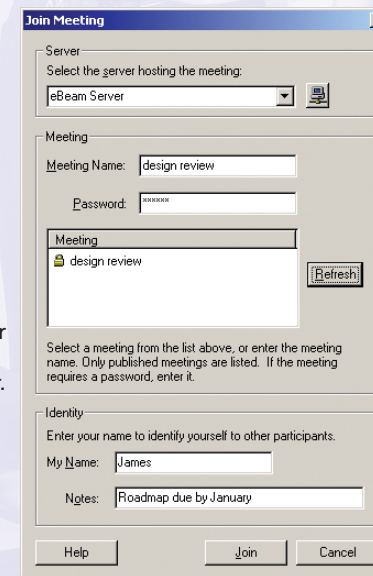 Join Meeting
Server
Select the server hosting the meeting:
eBeam Server
Meeting
Meeting Name: design review
Password: ××××××
Meeting
design review
Refresh
Select a meeting from the list above, or enter the meeting
name. Only published meetings are listed. If the meeting
requires a password, enter it.
Identity
Enter your name to identify yourself to other participants.
My Name: James
Notes: Roadmap due by January
Help Join Cancel